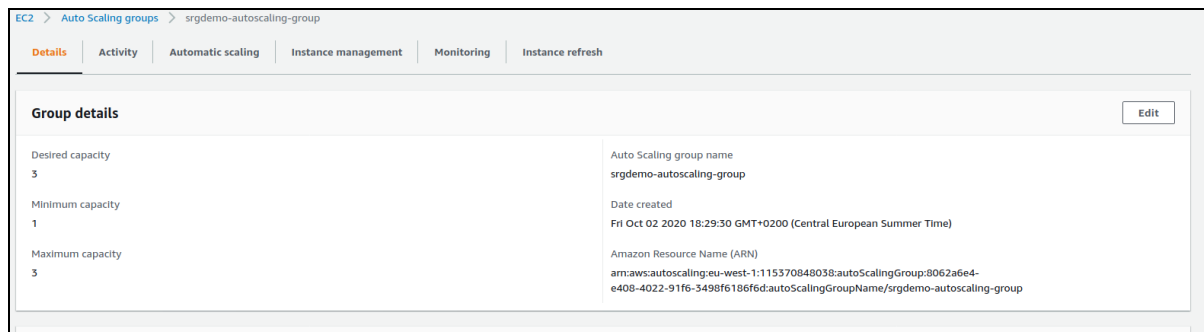 EC2 > Auto Scaling groups > srgdemo-autoscaling-group
Details Activity Automatic scaling Instance management Monitoring Instance refresh
Group details Edit
Desired capacity
3
Minimum capacity
1
Maximum capacity
3
Auto Scaling group name
srgdemo-autoscaling-group
Date created
Fri Oct 02 2020 18:29:30 GMT+0200 (Central European Summer Time)
Amazon Resource Name (ARN)
arn:aws:autoscaling:eu-west-1:115370848038:autoScalingGroup:8062a6e4-
e408-4022-91f6-3498f6186f6d:autoScalingGroupName/srgdemo-autoscaling-group